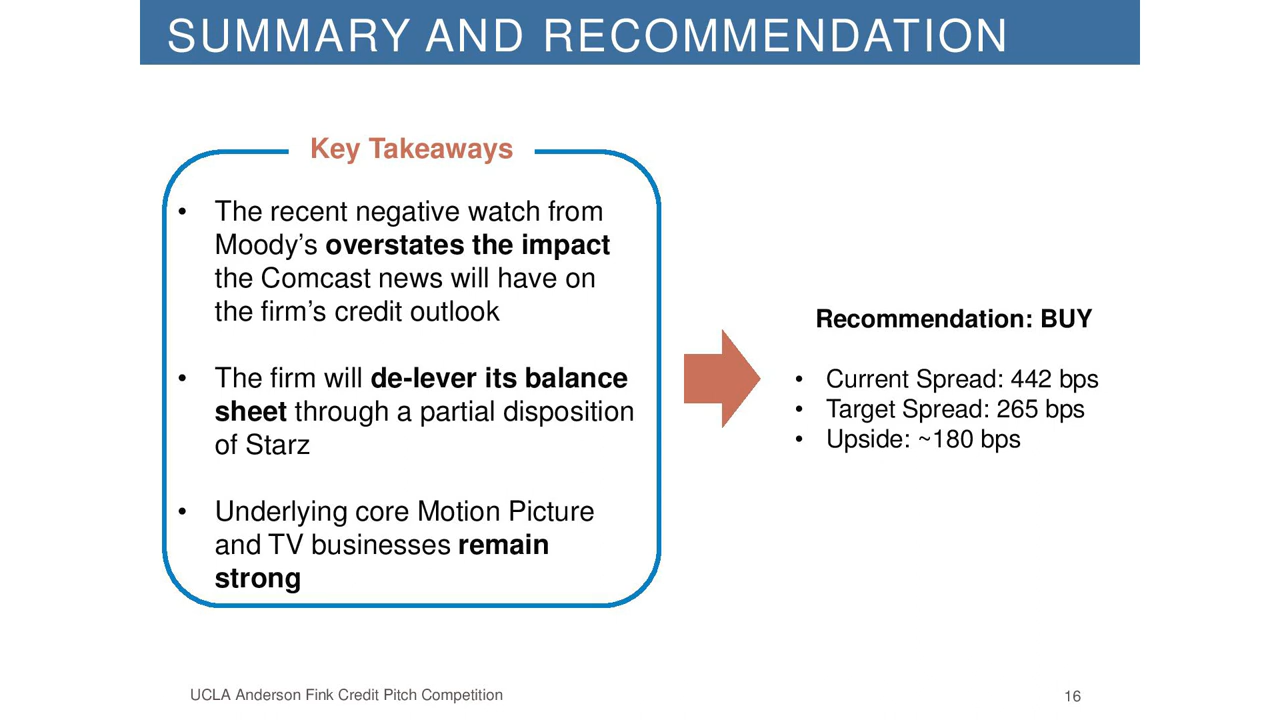 SUMMARY AND RECOMMENDATION
Key Takeaways
• The recent negative watch from
Moody’s overstates the impact
the Comcast news will have on
the firm’s credit outlook
• The firm will de-lever its balance
sheet through a partial disposition
of Starz
• Underlying core Motion Picture
and TV businesses remain
strong
Recommendation: BUY
• Current Spread: 442 bps
• Target Spread: 265 bps
• Upside: ~180 bps
UCLA Anderson Fink Credit Pitch Competition
16